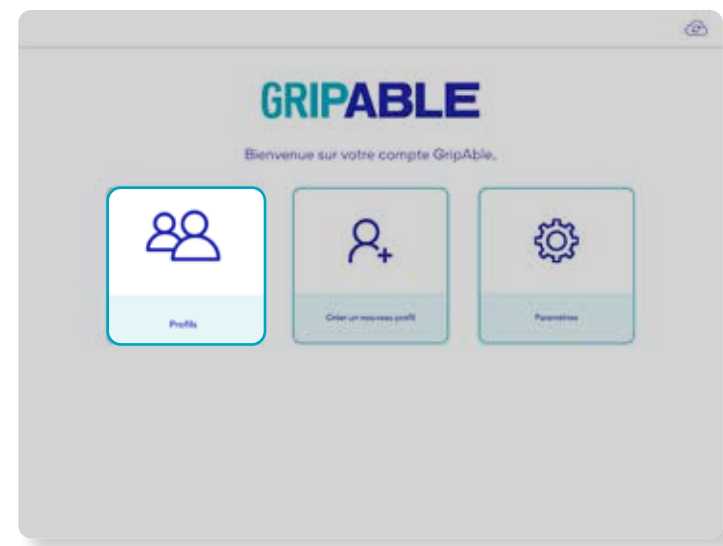 GRIPABLE
Bienvenue sur votre compte GripAble.
Profils
Créer un nouveau profil
Paramètres